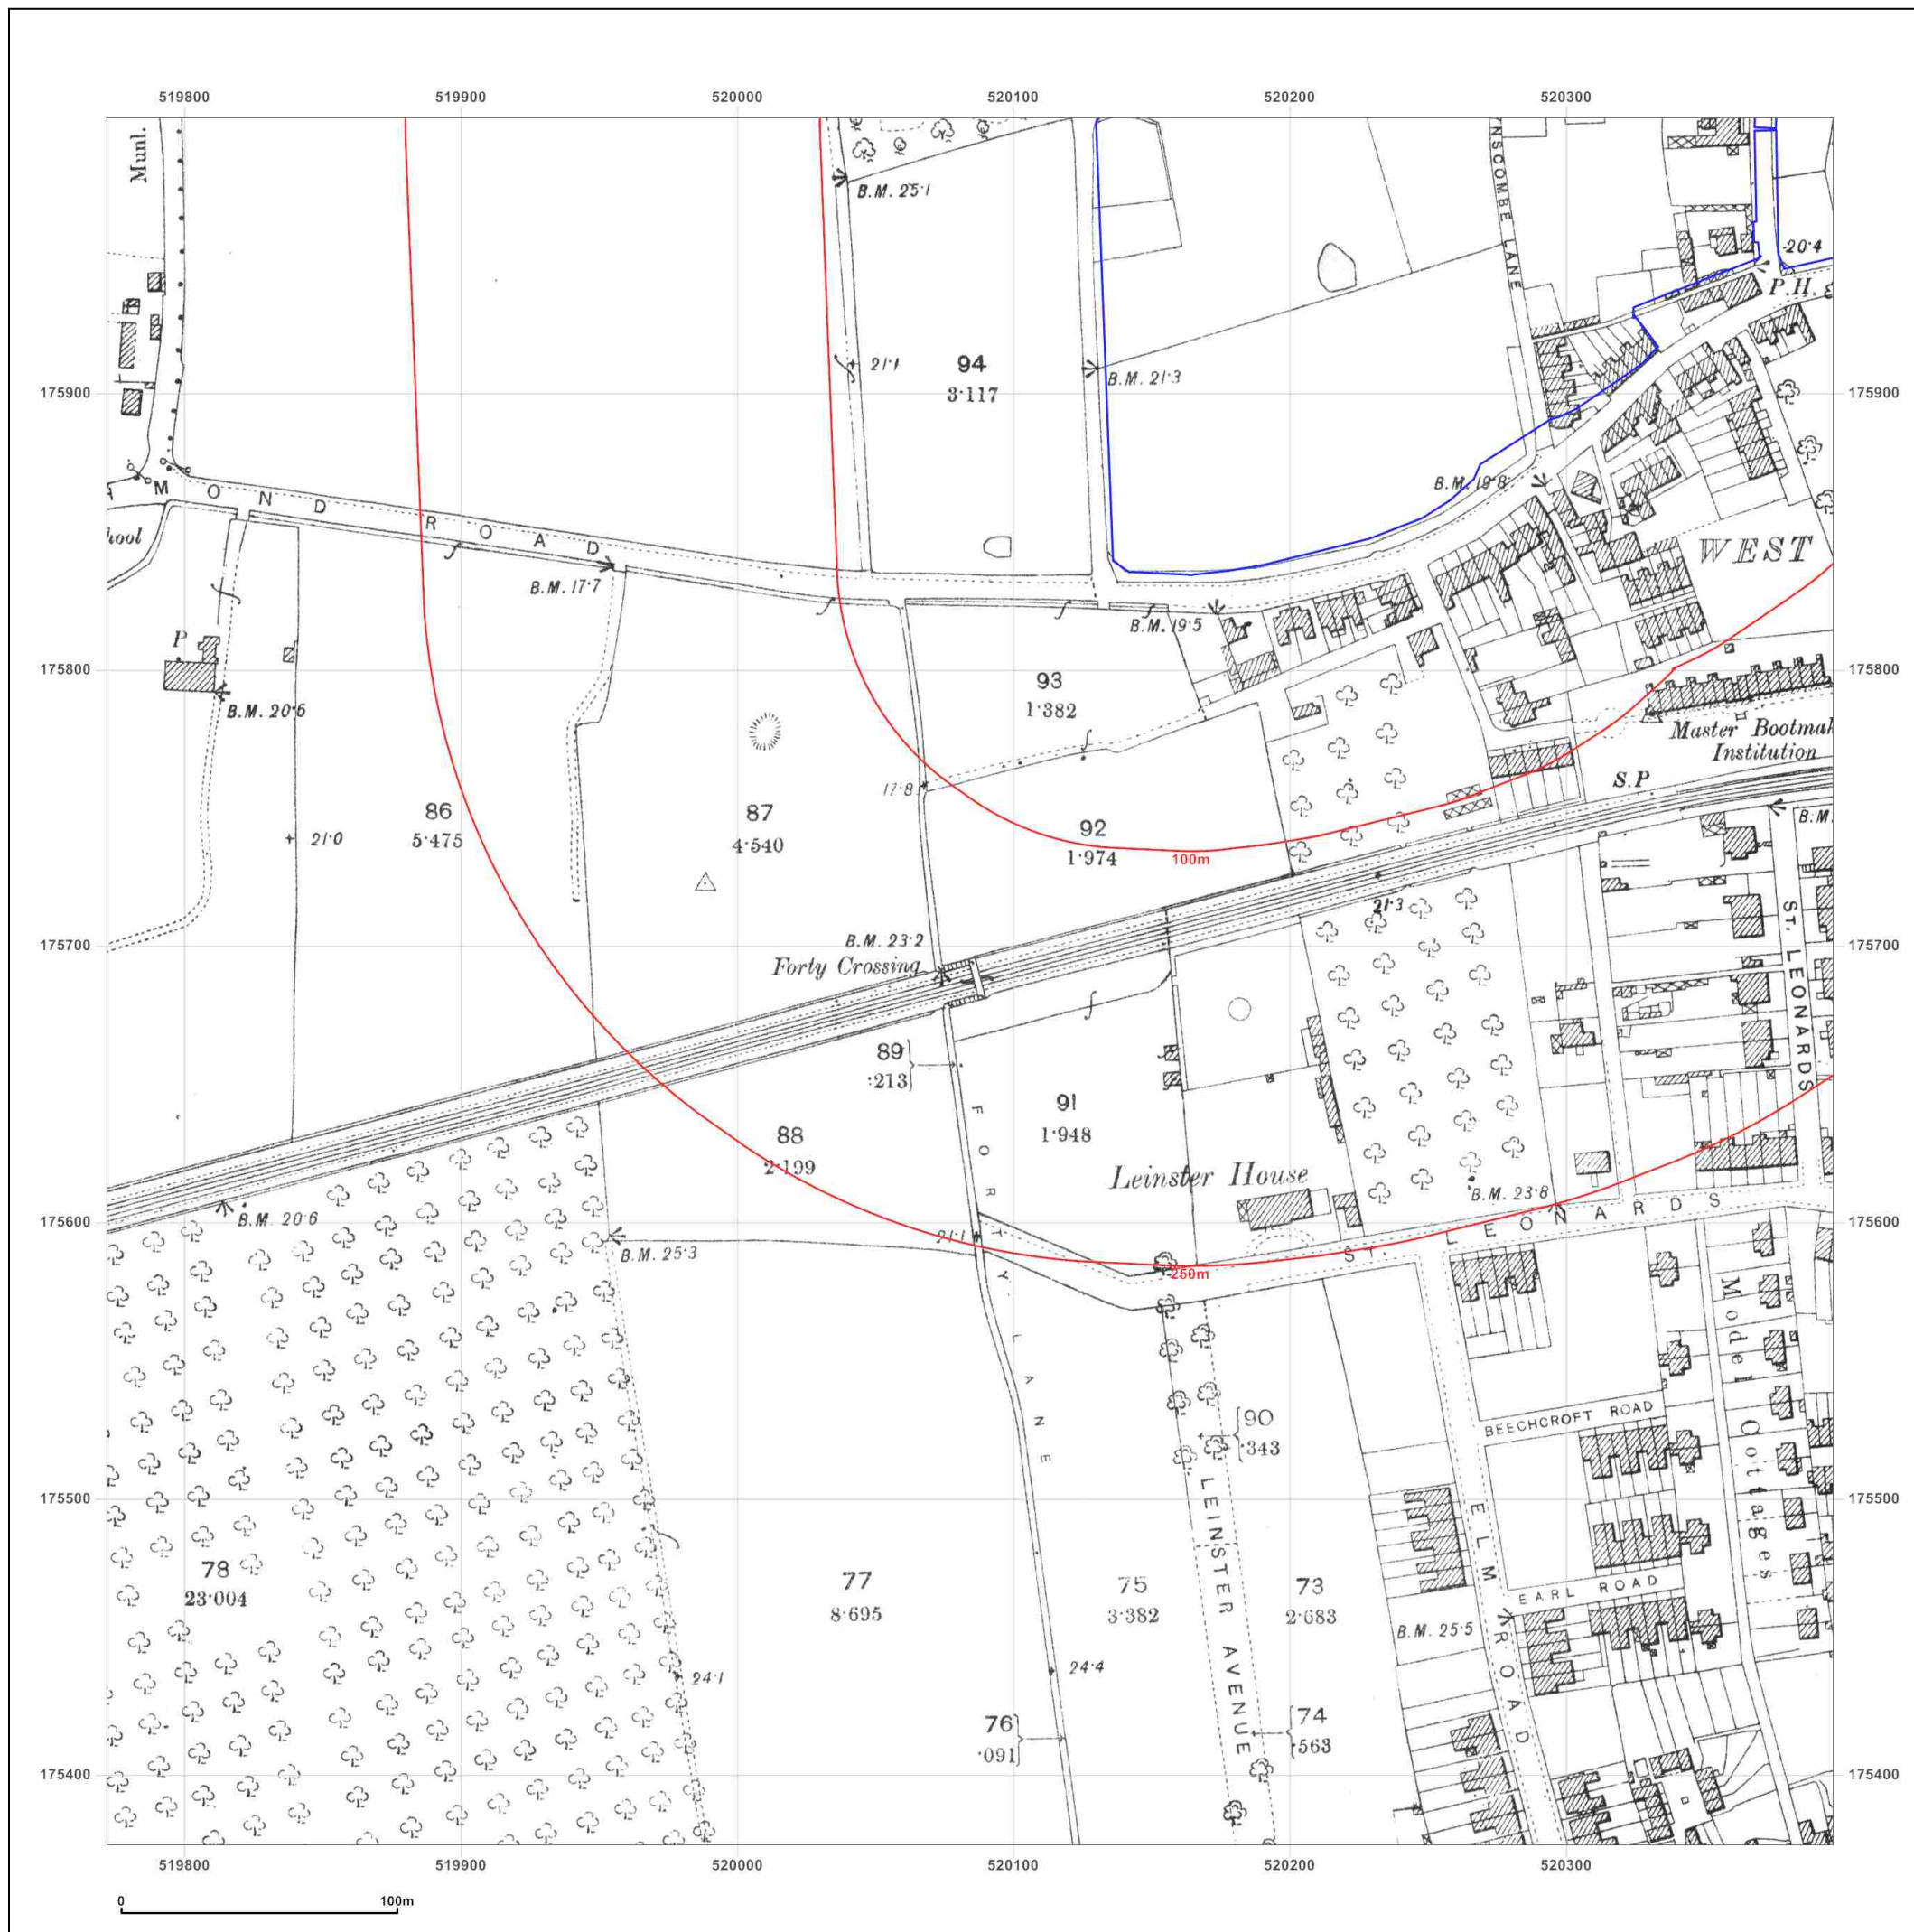 519800 519900 520000 520100 520200 520300
Munl.
NSCOMBE LANE
B.M. 25·1
20·4
P.H.
21·1
94
3·117
B.M. 21·3
175900
175900
B.M. 19·8
MOND ROAD
hool
WEST
B.M. 17·7
B.M. 19·5
P
175800
175800
93
1·382
B.M. 20·6
Master Bootmak
Institution
S.P
17·8
86
5·475
87
4·540
92
1·974
100m
21·0
B.M.
21·3
ST. LEONARDS
B.M. 23·2
Forty Crossing
175700
175700
89
·213
91
1·948
88
2·199
FORTY LANE
Leinster House
B.M. 23·8
B.M. 20·6
175600
175600
ST. LEONARDS
21·1
B.M. 25·3
250m
Model Cottages
BEECHCROFT ROAD
90
·343
LEINSTER AVENUE
ELM ROAD
175500
175500
78
23·004
77
8·695
75
3·382
73
2·683
EARL ROAD
B.M. 25·5
24·1
24·4
76
·091
74
·563
175400
175400
519800 519900 520000 520100 520200 520300
0 100m